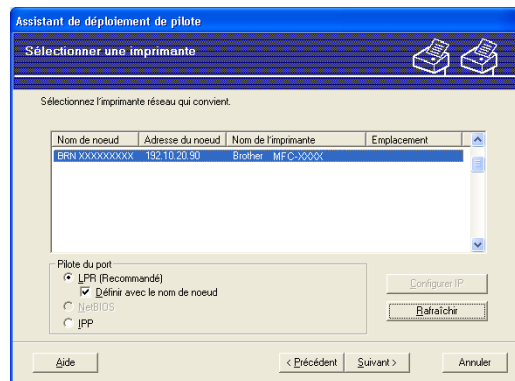 Assistant de déploiement de pilote
Sélectionner une imprimante
Sélectionnez l'imprimante réseau qui convient.
Nom de noeud Adresse du noeud Nom de l'imprimante Emplacement
BRN XXXXXXXXX 192.10.20.90 Brother MFC-XXXX
Pilote du port
LPR (Recommandé)
Définir avec le nom de noeud
NetBIOS
IPP
Configurer IP
Rafraîchir
Aide < Précédent Suivant > Annuler